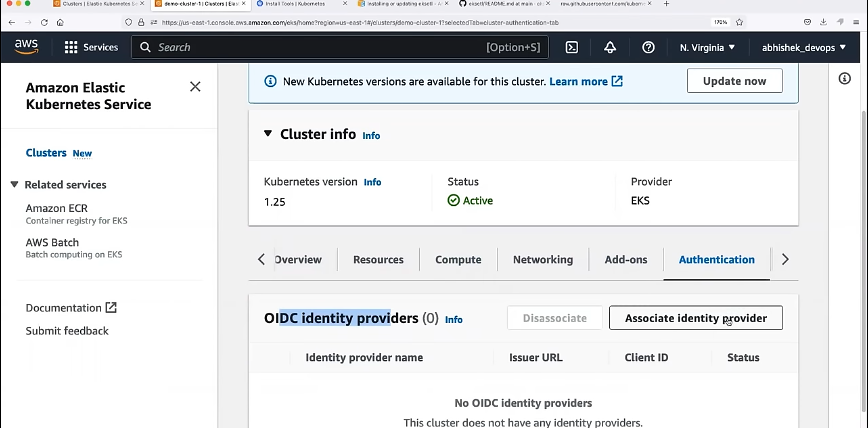 Clusters | Elastic Kubernetes S
demo-cluster-1 | Clusters | Elasti
Install Tools | Kubernetes
Installing or updating eksctl - A
eksctl/README.md at main · e
raw.githubusercontent.com/kuber
https://us-east-1.console.aws.amazon.com/eks/home?region=us-east-1#/clusters/demo-cluster-1?selectedTab=cluster-authentication-tab
170%
aws
Services
Search
[Option+S]
N. Virginia
abhishek_devops
Amazon Elastic
Kubernetes Service
Clusters New
Related services
Amazon ECR
Container registry for EKS
AWS Batch
Batch computing on EKS
Documentation
Submit feedback
New Kubernetes versions are available for this cluster. Learn more
Update now
Cluster info Info
Kubernetes version Info
Status
Provider
1.25
Active
EKS
Overview
Resources
Compute
Networking
Add-ons
Authentication
OIDC identity providers (0) Info
Disassociate
Associate identity provider
Identity provider name
Issuer URL
Client ID
Status
No OIDC identity providers
This cluster does not have any identity providers.